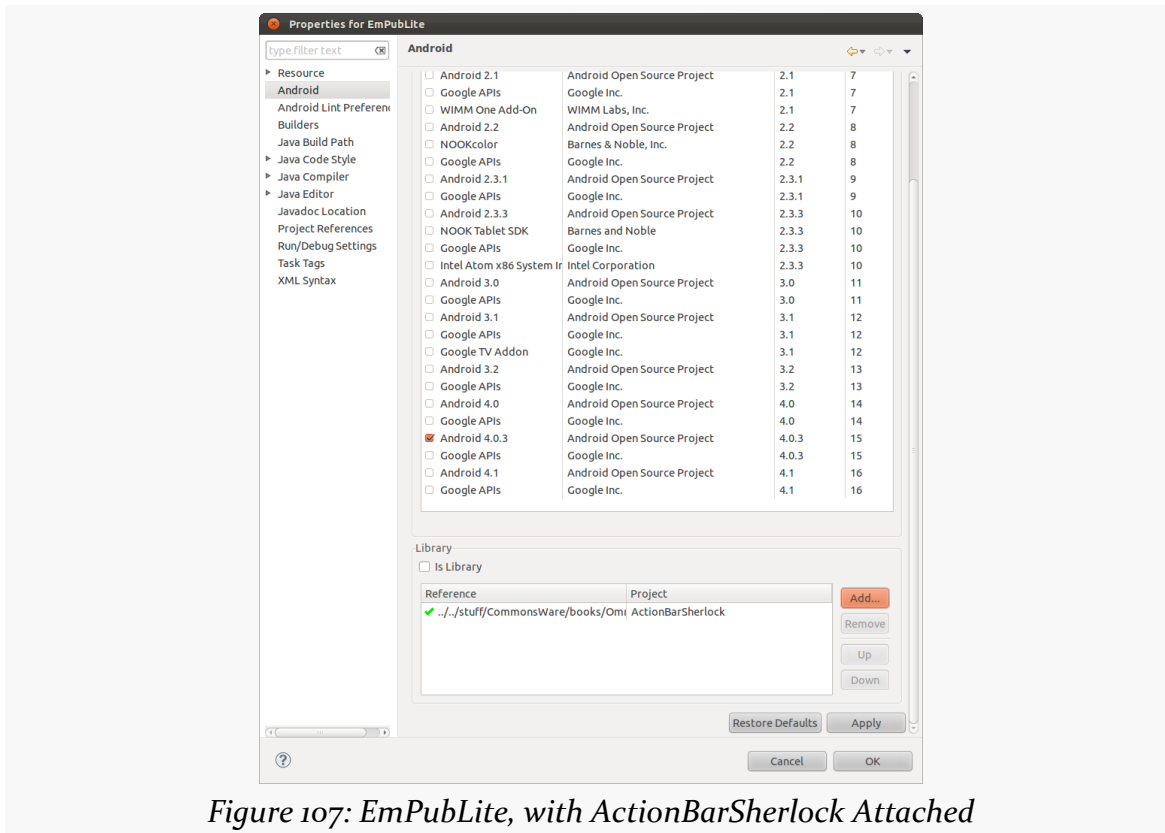 Properties for EmPubLite
type filter text
Android
Resource
Android
Android Lint Preferen
Builders
Java Build Path
Java Code Style
Java Compiler
Java Editor
Javadoc Location
Project References
Run/Debug Settings
Task Tags
XML Syntax
Android 2.1 Android Open Source Project 2.1 7
Google APIs Google Inc. 2.1 7
WIMM One Add-On WIMM Labs, Inc. 2.1 7
Android 2.2 Android Open Source Project 2.2 8
NOOKcolor Barnes & Noble, Inc. 2.2 8
Google APIs Google Inc. 2.2 8
Android 2.3.1 Android Open Source Project 2.3.1 9
Google APIs Google Inc. 2.3.1 9
Android 2.3.3 Android Open Source Project 2.3.3 10
NOOK Tablet SDK Barnes and Noble 2.3.3 10
Google APIs Google Inc. 2.3.3 10
Intel Atom x86 System Ir Intel Corporation 2.3.3 10
Android 3.0 Android Open Source Project 3.0 11
Google APIs Google Inc. 3.0 11
Android 3.1 Android Open Source Project 3.1 12
Google APIs Google Inc. 3.1 12
Google TV Addon Google Inc. 3.1 12
Android 3.2 Android Open Source Project 3.2 13
Google APIs Google Inc. 3.2 13
Android 4.0 Android Open Source Project 4.0 14
Google APIs Google Inc. 4.0 14
Android 4.0.3 Android Open Source Project 4.0.3 15
Google APIs Google Inc. 4.0.3 15
Android 4.1 Android Open Source Project 4.1 16
Google APIs Google Inc. 4.1 16
Library
Is Library
Reference Project
../../stuff/CommonsWare/books/Omi ActionBarSherlock
Add...
Remove
Up
Down
Restore Defaults Apply
Cancel OK
Figure 107: EmPubLite, with ActionBarSherlock Attached